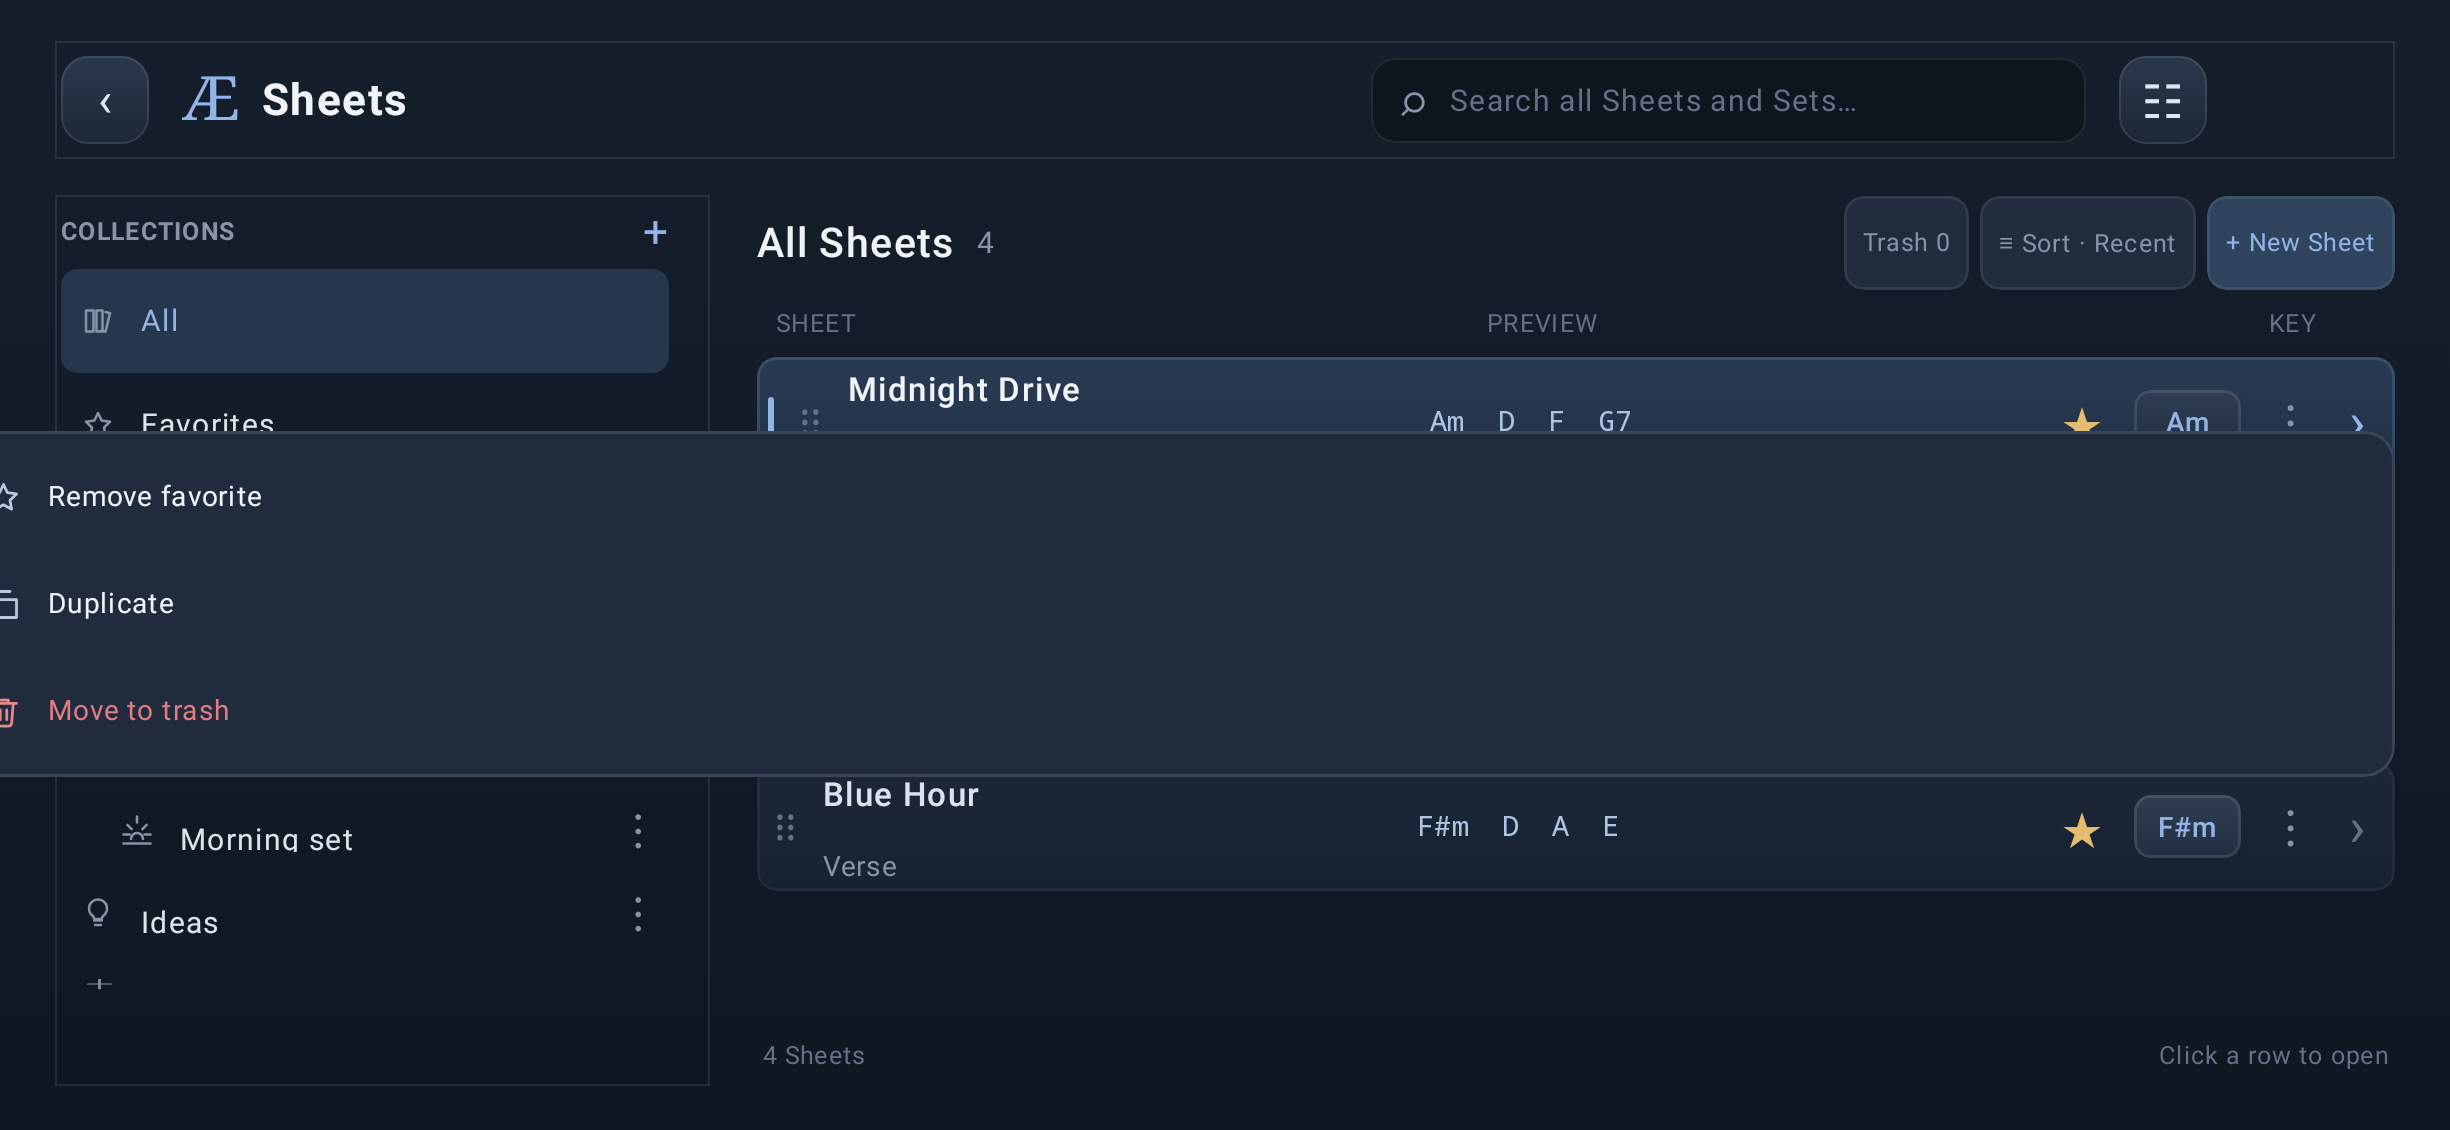 ‹ Æ Sheets
Search all Sheets and Sets…
COLLECTIONS +
All
Favorites
All Sheets 4
Trash 0
≡ Sort · Recent
+ New Sheet
SHEET PREVIEW KEY
Midnight Drive
Am D F G7
Am
Remove favorite
Duplicate
Move to trash
Morning set
Ideas
Blue Hour
Verse
F#m D A E
F#m
4 Sheets
Click a row to open